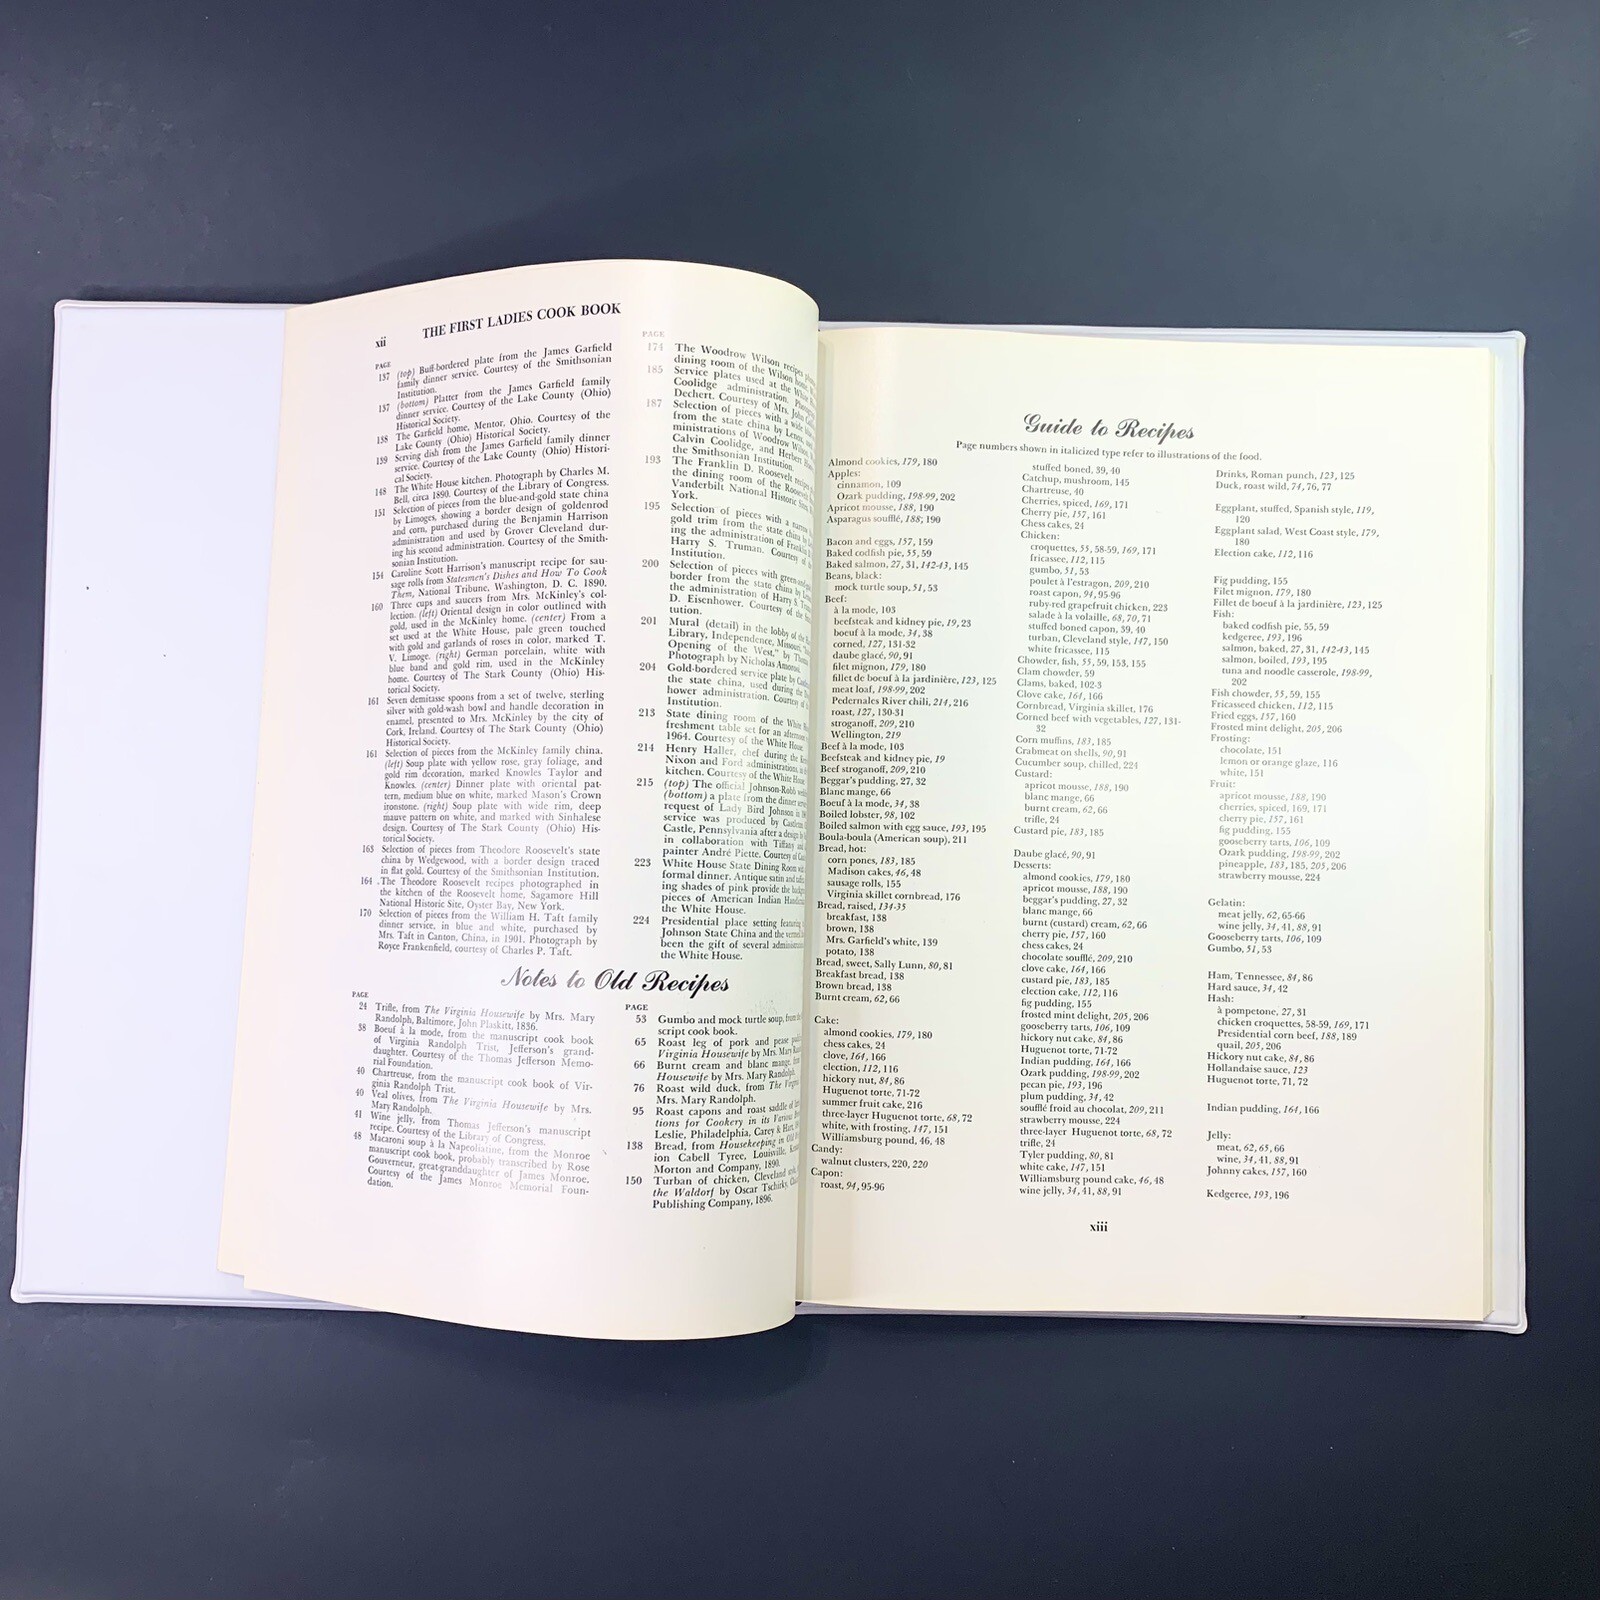 xii
THE FIRST LADIES COOK BOOK
PAGE
137 (top) Buff-bordered plate from the James Garfield
family dinner service. Courtesy of the Smithsonian
Institution.
137 (bottom) Platter from the James Garfield family
dinner service. Courtesy of the Lake County (Ohio)
Historical Society.
138 The Garfield home, Mentor, Ohio. Courtesy of the
Lake County (Ohio) Historical Society.
139 Serving dish from the James Garfield family dinner
service. Courtesy of the Lake County (Ohio) Histori-
cal Society.
148 The White House kitchen. Photograph by Charles M.
Bell, circa 1890. Courtesy of the Library of Congress.
151 Selection of pieces from the blue-and-gold state china
by Limoges, showing a border design of goldenrod
and corn, purchased during the Benjamin Harrison
administration and used by Grover Cleveland dur-
ing his second administration. Courtesy of the Smith-
sonian Institution.
154 Caroline Scott Harrison's manuscript recipe for sau-
sage rolls from Statesmen's Dishes and How To Cook
Them, National Tribune, Washington, D. C. 1890.
160 Three cups and saucers from Mrs. McKinley's col-
lection. (left) Oriental design in color outlined with
gold, used in the McKinley home. (center) From a
set used at the White House, pale green touched
with gold and garlands of roses in color, marked T.
V. Limoge. (right) German porcelain, white with
blue band and gold rim, used in the McKinley
home. Courtesy of The Stark County (Ohio) His-
torical Society.
161 Seven demitasse spoons from a set of twelve, sterling
silver with gold-wash bowl and handle decoration in
enamel, presented to Mrs. McKinley by the city of
Cork, Ireland. Courtesy of The Stark County (Ohio)
Historical Society.
161 Selection of pieces from the McKinley family china.
(left) Soup plate with yellow rose, gray foliage, and
gold rim decoration, marked Knowles Taylor and
Knowles. (center) Dinner plate with oriental pat-
tern, medium blue on white, marked Mason's Crown
ironstone. (right) Soup plate with wide rim, deep
mauve pattern on white, and marked with Sinhalese
design. Courtesy of The Stark County (Ohio) His-
torical Society.
163 Selection of pieces from Theodore Roosevelt's state
china by Wedgewood, with a border design traced
in flat gold. Courtesy of the Smithsonian Institution.
164 The Theodore Roosevelt recipes photographed in
the kitchen of the Roosevelt home, Sagamore Hill
National Historic Site, Oyster Bay, New York.
170 Selection of pieces from the William H. Taft family
dinner service, in blue and white, purchased by
Mrs. Taft in Canton, China, in 1901. Photograph by
Royce Frankenfield, courtesy of Charles P. Taft.
PAGE
174 The Woodrow Wilson recipes
dining room of the Wilson home,
185 Service plates used at the White
Coolidge administration.
Dechert. Courtesy of Mrs. John
187 Selection of pieces with a wide
from the state china by Lenox,
ministrations of Woodrow Wilson,
Calvin Coolidge, and Herbert
the Smithsonian Institution.
193 The Franklin D. Roosevelt recipes
the dining room of the Roosevelt
Vanderbilt National Historic Site,
York.
195 Selection of pieces with a narrow
gold trim from the state china
ing the administration of Franklin
Harry S. Truman. Courtesy of the
Institution.
200 Selection of pieces with green-and-
border from the state china by
the administration of Harry S.
D. Eisenhower. Courtesy of the
tution.
201 Mural (detail) in the lobby of the
Library, Independence, Missouri,
Opening of the West," by
Photograph by Nicholas
204 Gold-bordered service plate by
the state china, used during the
hower administration. Courtesy of
Institution.
213 State dining room of the White
freshment table set for an afternoon
1964. Courtesy of the White House.
214 Henry Haller, chef during the
Nixon and Ford administrations, in
kitchen. Courtesy of the White House
215 (top) The official Johnson-Robb
(bottom) a plate from the dinner
request of Lady Bird Johnson in
service was produced by Castleton
Castle, Pennsylvania after a design
in collaboration with Tiffany
painter André Piette. Courtesy of
223 White House State Dining Room
formal dinner. Antique satin and
ing shades of pink provide the
pieces of American Indian
the White House.
224 Presidential place setting featuring
Johnson State China and the vermeil
been the gift of several
the White House.
Notes to Old Recipes
PAGE
24 Trifle, from The Virginia Housewife by Mrs. Mary
Randolph, Baltimore, John Plaskitt, 1836.
38 Boeuf à la mode, from the manuscript cook book
of Virginia Randolph Trist, Jefferson's grand-
daughter. Courtesy of the Thomas Jefferson Memo-
rial Foundation.
40 Chartreuse, from the manuscript cook book of Vir-
ginia Randolph Trist.
40 Veal olives, from The Virginia Housewife by Mrs.
Mary Randolph.
41 Wine jelly, from Thomas Jefferson's manuscript
recipe. Courtesy of the Library of Congress.
48 Macaroni soup à la Napeolitaine, from the Monroe
manuscript cook book, probably transcribed by Rose
Gouverneur, great-granddaughter of James Monroe.
Courtesy of the James Monroe Memorial Foun-
dation.
PAGE
53 Gumbo and mock turtle soup, from
script cook book.
65 Roast leg of pork and pease
Virginia Housewife by Mrs. Mary
66 Burnt cream and blanc mange,
Housewife by Mrs. Mary Randolph.
76 Roast wild duck, from The
Mrs. Mary Randolph.
95 Roast capons and roast saddle of
tions for Cookery in its Various
Leslie, Philadelphia, Carey & Hart,
138 Bread, from Housekeeping in Old
ion Cabell Tyree, Louisville,
Morton and Company, 1890.
150 Turban of chicken, Cleveland
the Waldorf by Oscar Tschirky,
Publishing Company, 1896.
Guide to Recipes
Page numbers shown in italicized type refer to illustrations of the food.
Almond cookies, 179, 180
Apples:
cinnamon, 109
Ozark pudding, 198-99, 202
Apricot mousse, 188, 190
Asparagus soufflé, 188, 190
Bacon and eggs, 157, 159
Baked codfish pie, 55, 59
Baked salmon, 27, 31, 142-43, 145
Beans, black:
mock turtle soup, 51, 53
Beef:
à la mode, 103
beefsteak and kidney pie, 19, 23
boeuf à la mode, 34, 38
corned, 127, 131-32
daube glacé, 90, 91
filet mignon, 179, 180
fillet de boeuf à la jardinière, 123, 125
meat loaf, 198-99, 202
Pedernales River chili, 214, 216
roast, 127, 130-31
stroganoff, 209, 210
Wellington, 219
Beef à la mode, 103
Beefsteak and kidney pie, 19
Beef stroganoff, 209, 210
Beggar's pudding, 27, 32
Blanc mange, 66
Boeuf à la mode, 34, 38
Boiled lobster, 98, 102
Boiled salmon with egg sauce, 193, 195
Boula-boula (American soup), 211
Bread, hot:
corn pones, 183, 185
Madison cakes, 46, 48
sausage rolls, 155
Virginia skillet cornbread, 176
Bread, raised, 134-35
breakfast, 138
brown, 138
Mrs. Garfield's white, 139
potato, 138
Bread, sweet, Sally Lunn, 80, 81
Breakfast bread, 138
Brown bread, 138
Burnt cream, 62, 66
Cake:
almond cookies, 179, 180
chess cakes, 24
clove, 164, 166
election, 112, 116
hickory nut, 84, 86
Huguenot torte, 71-72
summer fruit cake, 216
three-layer Huguenot torte, 68, 72
white, with frosting, 147, 151
Williamsburg pound, 46, 48
Candy:
walnut clusters, 220, 220
Capon:
roast, 94, 95-96
stuffed boned, 39, 40
Catchup, mushroom, 145
Chartreuse, 40
Cherries, spiced, 169, 171
Cherry pie, 157, 161
Chess cakes, 24
Chicken:
croquettes, 55, 58-59, 169, 171
fricassee, 112, 115
gumbo, 51, 53
poulet à l'estragon, 209, 210
roast capon, 94, 95-96
ruby-red grapefruit chicken, 223
salade à la volaille, 68, 70, 71
stuffed boned capon, 39, 40
turban, Cleveland style, 147, 150
white fricassee, 115
Chowder, fish, 55, 59, 153, 155
Clam chowder, 59
Clams, baked, 102-3
Clove cake, 164, 166
Cornbread, Virginia skillet, 176
Corned beef with vegetables, 127, 131-
32
Corn muffins, 183, 185
Crabmeat on shells, 90, 91
Cucumber soup, chilled, 224
Custard:
apricot mousse, 188, 190
blanc mange, 66
burnt cream, 62, 66
trifle, 24
Custard pie, 183, 185
Daube glacé, 90, 91
Desserts:
almond cookies, 179, 180
apricot mousse, 188, 190
beggar's pudding, 27, 32
blanc mange, 66
burnt (custard) cream, 62, 66
cherry pie, 157, 160
chess cakes, 24
chocolate soufflé, 209, 210
clove cake, 164, 166
custard pie, 183, 185
election cake, 112, 116
fig pudding, 155
frosted mint delight, 205, 206
gooseberry tarts, 106, 109
hickory nut cake, 84, 86
Huguenot torte, 71-72
Indian pudding, 164, 166
Ozark pudding, 198-99, 202
pecan pie, 193, 196
plum pudding, 34, 42
soufflé froid au chocolat, 209, 211
strawberry mousse, 224
three-layer Huguenot torte, 68, 72
trifle, 24
Tyler pudding, 80, 81
white cake, 147, 151
Williamsburg pound cake, 46, 48
wine jelly, 34, 41, 88, 91
Drinks, Roman punch, 123, 125
Duck, roast wild, 74, 76, 77
Eggplant, stuffed, Spanish style, 119,
120
Eggplant salad, West Coast style, 179,
180
Election cake, 112, 116
Fig pudding, 155
Filet mignon, 179, 180
Fillet de boeuf à la jardinière, 123, 125
Fish:
baked codfish pie, 55, 59
kedgeree, 193, 196
salmon, baked, 27, 31, 142-43, 145
salmon, boiled, 193, 195
tuna and noodle casserole, 198-99,
202
Fish chowder, 55, 59, 155
Fricasseed chicken, 112, 115
Fried eggs, 157, 160
Frosted mint delight, 205, 206
Frosting:
chocolate, 151
lemon or orange glaze, 116
white, 151
Fruit:
apricot mousse, 188, 190
cherries, spiced, 169, 171
cherry pie, 157, 161
fig pudding, 155
gooseberry tarts, 106, 109
Ozark pudding, 198-99, 202
pineapple, 183, 185, 205, 206
strawberry mousse, 224
Gelatin:
meat jelly, 62, 65-66
wine jelly, 34, 41, 88, 91
Gooseberry tarts, 106, 109
Gumbo, 51, 53
Ham, Tennessee, 84, 86
Hard sauce, 34, 42
Hash:
à pompetone, 27, 31
chicken croquettes, 58-59, 169, 171
Presidential corn beef, 188, 189
quail, 205, 206
Hickory nut cake, 84, 86
Hollandaise sauce, 123
Huguenot torte, 71, 72
Indian pudding, 164, 166
Jelly:
meat, 62, 65, 66
wine, 34, 41, 88, 91
Johnny cakes, 157, 160
Kedgeree, 193, 196
xiii